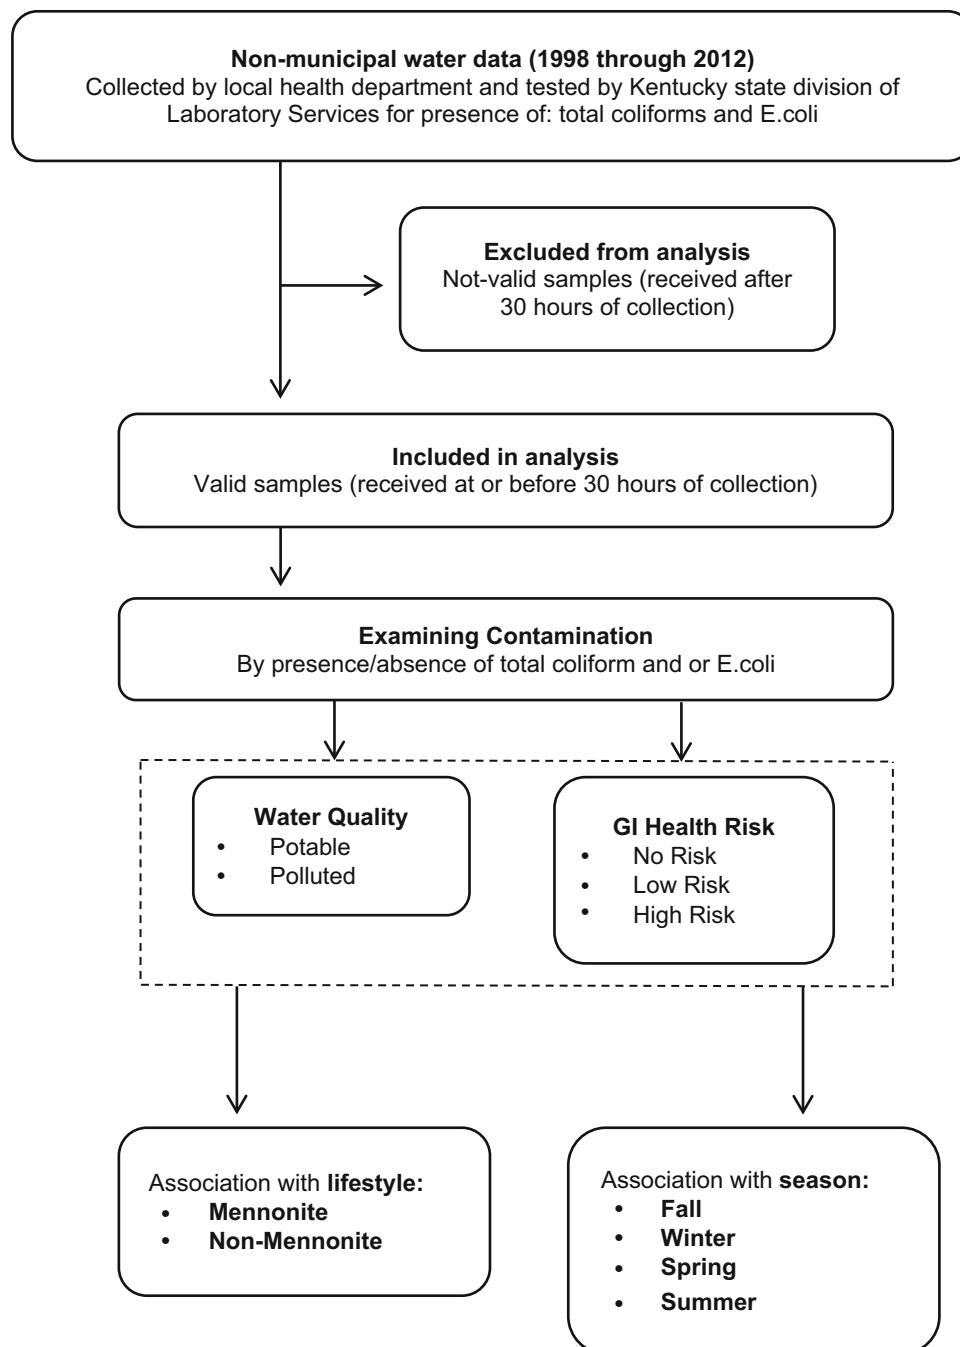 Non-municipal water data (1998 through 2012)
Collected by local health department and tested by Kentucky state division of
Laboratory Services for presence of: total coliforms and E.coli
Excluded from analysis
Not-valid samples (received after
30 hours of collection)
Included in analysis
Valid samples (received at or before 30 hours of collection)
Examining Contamination
By presence/absence of total coliform and or E.coli
Water Quality
• Potable
• Polluted
GI Health Risk
• No Risk
• Low Risk
• High Risk
Association with lifestyle:
• Mennonite
• Non-Mennonite
Association with season:
• Fall
• Winter
• Spring
• Summer